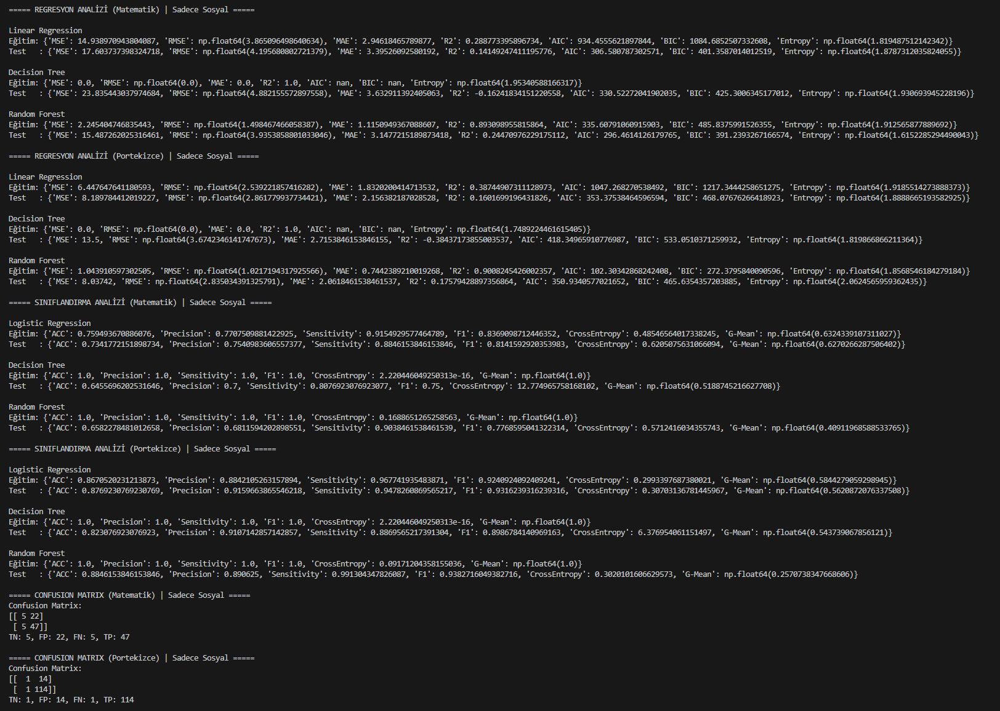 ===== REGRESYON ANALİZİ (Matematik) | Sadece Sosyal =====
Linear Regression
Eğitim: {'MSE': 14.938970943804087, 'RMSE': np.float64(3.865096498640634), 'MAE': 2.94618465789877, 'R2': 0.288773395896734, 'AIC': 934.4555621897844, 'BIC': 1084.6852507332608, 'Entropy': np.float64(1.819487512142342)}
Test   : {'MSE': 17.603737398324718, 'RMSE': np.float64(4.195680802721379), 'MAE': 3.39526092580192, 'R2': 0.14149247411195776, 'AIC': 306.580787302571, 'BIC': 401.3587014012519, 'Entropy': np.float64(1.8787312035824055)}
Decision Tree
Eğitim: {'MSE': 0.0, 'RMSE': np.float64(0.0), 'MAE': 0.0, 'R2': 1.0, 'AIC': nan, 'BIC': nan, 'Entropy': np.float64(1.95340588166317)}
Test   : {'MSE': 23.835443037974684, 'RMSE': np.float64(4.882155572897558), 'MAE': 3.632911392405063, 'R2': -0.16241834151220558, 'AIC': 330.52272041902035, 'BIC': 425.3006345177012, 'Entropy': np.float64(1.930693945228196)}
Random Forest
Eğitim: {'MSE': 2.245404746835443, 'RMSE': np.float64(1.498467466058387), 'MAE': 1.1150949367088607, 'R2': 0.893098955815864, 'AIC': 335.60791060915903, 'BIC': 485.8375991526355, 'Entropy': np.float64(1.912565877889692)}
Test   : {'MSE': 15.487262025316461, 'RMSE': np.float64(3.9353858801033046), 'MAE': 3.1477215189873418, 'R2': 0.24470976229175112, 'AIC': 296.4614126179765, 'BIC': 391.2393267166574, 'Entropy': np.float64(1.6152285294490043)}
===== REGRESYON ANALİZİ (Portekizce) | Sadece Sosyal =====
Linear Regression
Eğitim: {'MSE': 6.447647641180593, 'RMSE': np.float64(2.539221857416282), 'MAE': 1.8320200414713532, 'R2': 0.38744907311128973, 'AIC': 1047.268270538492, 'BIC': 1217.3444258651275, 'Entropy': np.float64(1.9185514273888373)}
Test   : {'MSE': 8.189784412019227, 'RMSE': np.float64(2.861779937734421), 'MAE': 2.156382187028528, 'R2': 0.1601699196431826, 'AIC': 353.37538464596594, 'BIC': 468.07676266418923, 'Entropy': np.float64(1.8888665193582925)}
Decision Tree
Eğitim: {'MSE': 0.0, 'RMSE': np.float64(0.0), 'MAE': 0.0, 'R2': 1.0, 'AIC': nan, 'BIC': nan, 'Entropy': np.float64(1.7489224461615405)}
Test   : {'MSE': 13.5, 'RMSE': np.float64(3.6742346141747673), 'MAE': 2.7153846153846155, 'R2': -0.38437173855003537, 'AIC': 418.34965910776987, 'BIC': 533.0510371259932, 'Entropy': np.float64(1.819866866211364)}
Random Forest
Eğitim: {'MSE': 1.043910597302505, 'RMSE': np.float64(1.0217194317925566), 'MAE': 0.7442389210019268, 'R2': 0.9008245426002357, 'AIC': 102.30342868242408, 'BIC': 272.3795840090596, 'Entropy': np.float64(1.8568546184279184)}
Test   : {'MSE': 8.03742, 'RMSE': np.float64(2.835034391325791), 'MAE': 2.0618461538461537, 'R2': 0.17579428897356864, 'AIC': 350.9340577021652, 'BIC': 465.6354357203885, 'Entropy': np.float64(2.0624565959362435)}
===== SINIFLANDIRMA ANALİZİ (Matematik) | Sadece Sosyal =====
Logistic Regression
Eğitim: {'ACC': 0.759493670886076, 'Precision': 0.7707509881422925, 'Sensitivity': 0.9154929577464789, 'F1': 0.8369098712446352, 'CrossEntropy': 0.48546564017338245, 'G-Mean': np.float64(0.6324339107311027)}
Test   : {'ACC': 0.7341772151898734, 'Precision': 0.7540983606557377, 'Sensitivity': 0.8846153846153846, 'F1': 0.8141592920353983, 'CrossEntropy': 0.6205075631066094, 'G-Mean': np.float64(0.6270266287506402)}
Decision Tree
Eğitim: {'ACC': 1.0, 'Precision': 1.0, 'Sensitivity': 1.0, 'F1': 1.0, 'CrossEntropy': 2.220446049250313e-16, 'G-Mean': np.float64(1.0)}
Test   : {'ACC': 0.6455696202531646, 'Precision': 0.7, 'Sensitivity': 0.8076923076923077, 'F1': 0.75, 'CrossEntropy': 12.774965758168102, 'G-Mean': np.float64(0.5188745216627708)}
Random Forest
Eğitim: {'ACC': 1.0, 'Precision': 1.0, 'Sensitivity': 1.0, 'F1': 1.0, 'CrossEntropy': 0.1688651265258563, 'G-Mean': np.float64(1.0)}
Test   : {'ACC': 0.6582278481012658, 'Precision': 0.6811594202898551, 'Sensitivity': 0.9038461538461539, 'F1': 0.7768595041322314, 'CrossEntropy': 0.5712416034355743, 'G-Mean': np.float64(0.40911968588533765)}
===== SINIFLANDIRMA ANALİZİ (Portekizce) | Sadece Sosyal =====
Logistic Regression
Eğitim: {'ACC': 0.8670520231213873, 'Precision': 0.8842105263157894, 'Sensitivity': 0.967741935483871, 'F1': 0.9240924092409241, 'CrossEntropy': 0.2993397687380021, 'G-Mean': np.float64(0.5844279059298945)}
Test   : {'ACC': 0.8769230769230769, 'Precision': 0.9159663865546218, 'Sensitivity': 0.9478260869565217, 'F1': 0.9316239316239316, 'CrossEntropy': 0.30703136781445967, 'G-Mean': np.float64(0.5620872076337508)}
Decision Tree
Eğitim: {'ACC': 1.0, 'Precision': 1.0, 'Sensitivity': 1.0, 'F1': 1.0, 'CrossEntropy': 2.220446049250313e-16, 'G-Mean': np.float64(1.0)}
Test   : {'ACC': 0.823076923076923, 'Precision': 0.9107142857142857, 'Sensitivity': 0.8869565217391304, 'F1': 0.8986784140969163, 'CrossEntropy': 6.376954061151497, 'G-Mean': np.float64(0.543739067856121)}
Random Forest
Eğitim: {'ACC': 1.0, 'Precision': 1.0, 'Sensitivity': 1.0, 'F1': 1.0, 'CrossEntropy': 0.09171204358155036, 'G-Mean': np.float64(1.0)}
Test   : {'ACC': 0.8846153846153846, 'Precision': 0.890625, 'Sensitivity': 0.991304347826087, 'F1': 0.9382716049382716, 'CrossEntropy': 0.3020101606629573, 'G-Mean': np.float64(0.2570738347668606)}
===== CONFUSION MATRIX (Matematik) | Sadece Sosyal =====
Confusion Matrix:
[[ 5 22]
 [ 5 47]]
TN: 5, FP: 22, FN: 5, TP: 47
===== CONFUSION MATRIX (Portekizce) | Sadece Sosyal =====
Confusion Matrix:
[[  1  14]
 [  1 114]]
TN: 1, FP: 14, FN: 1, TP: 114